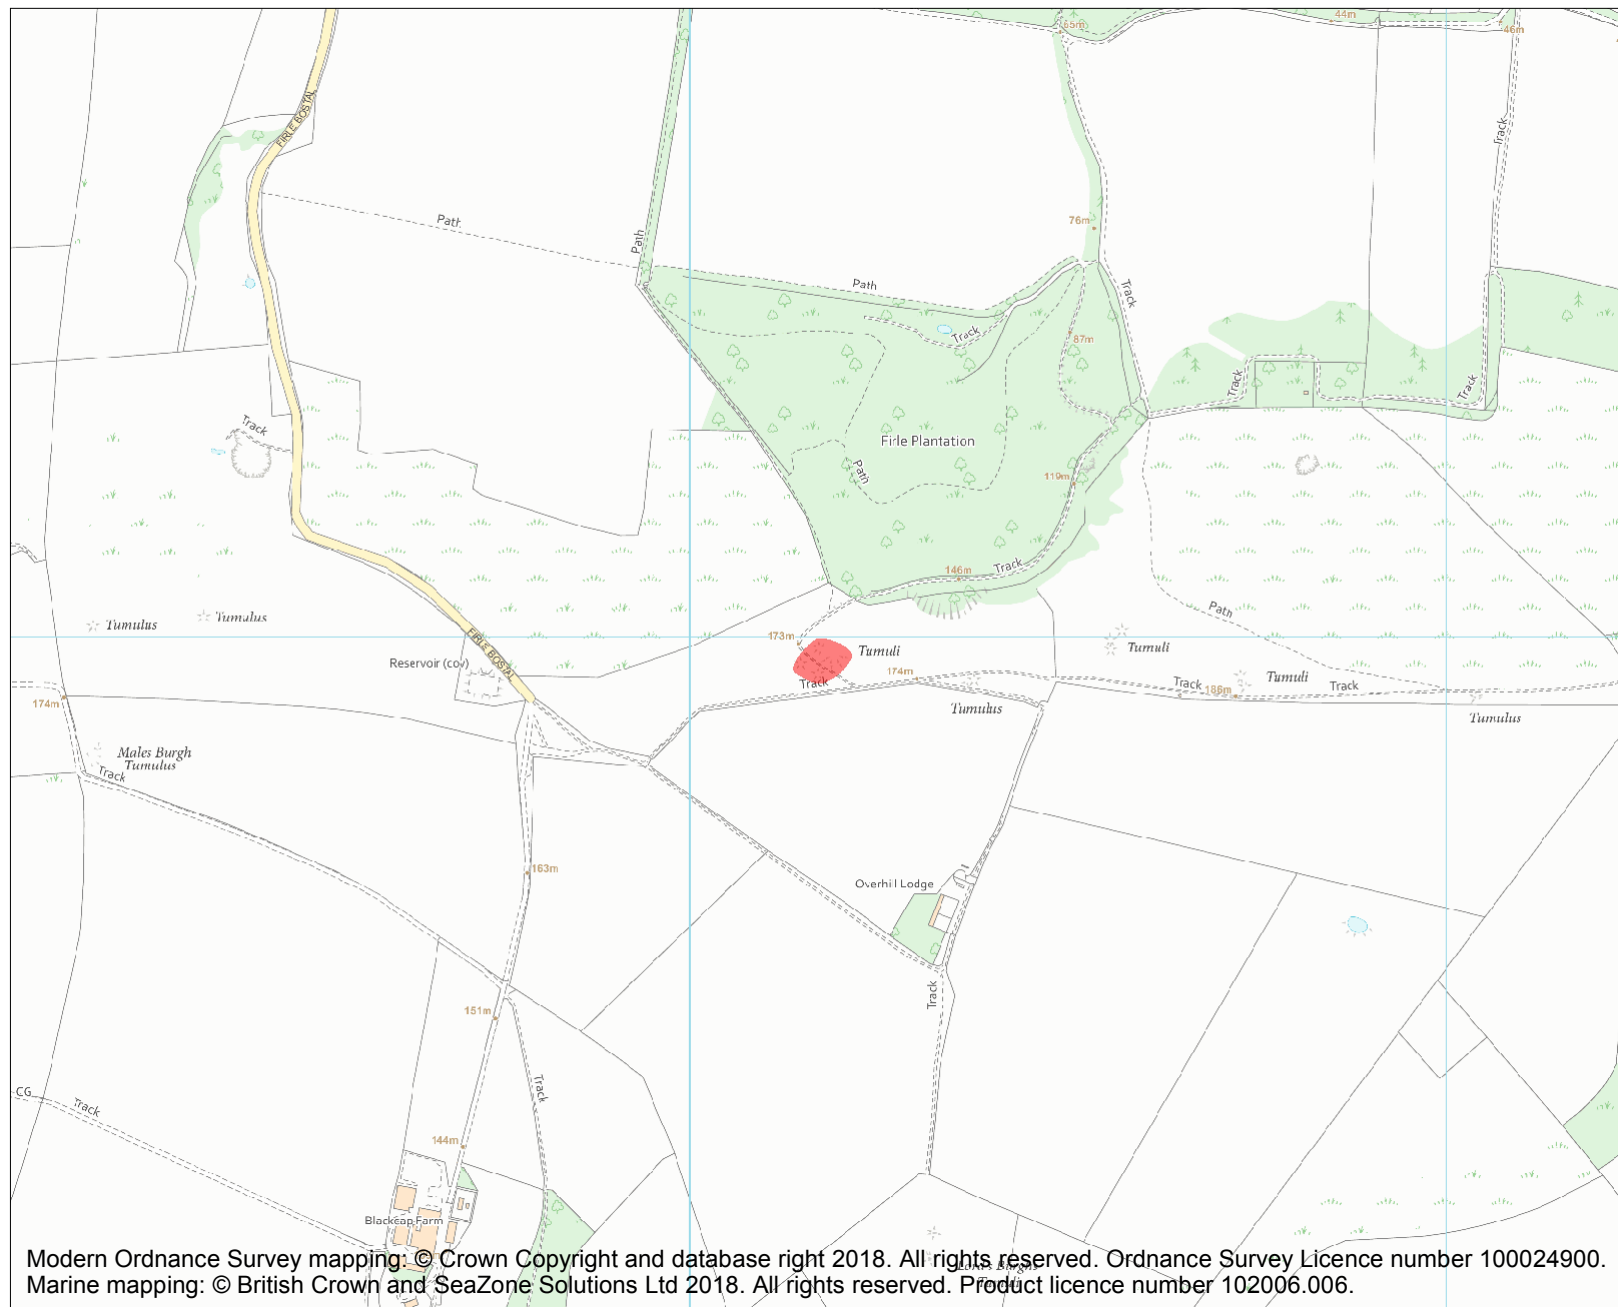 65m
44m
46m
FIRLE BOSTAL
Track
Path
Path
76m
Path
Track
Track
87m
Track
Track
Track
Firle Plantation
Path
119m
146m
Track
Path
Tumulus
Tumulus
FIRLE BOSTAL
173m
Tumuli
Tumuli
Reservoir (cov)
174m
Tumuli
Track
Track
186m
Track
174m
Tumulus
Tumulus
Males Burgh
Tumulus
Track
163m
Overhill Lodge
Track
151m
Track
CG
Track
144m
Blackcap Farm
Lord's Burghs
Tumuli
Modern Ordnance Survey mapping: © Crown Copyright and database right 2018. All rights reserved. Ordnance Survey Licence number 100024900.
Marine mapping: © British Crown and SeaZone Solutions Ltd 2018. All rights reserved. Product licence number 102006.006.